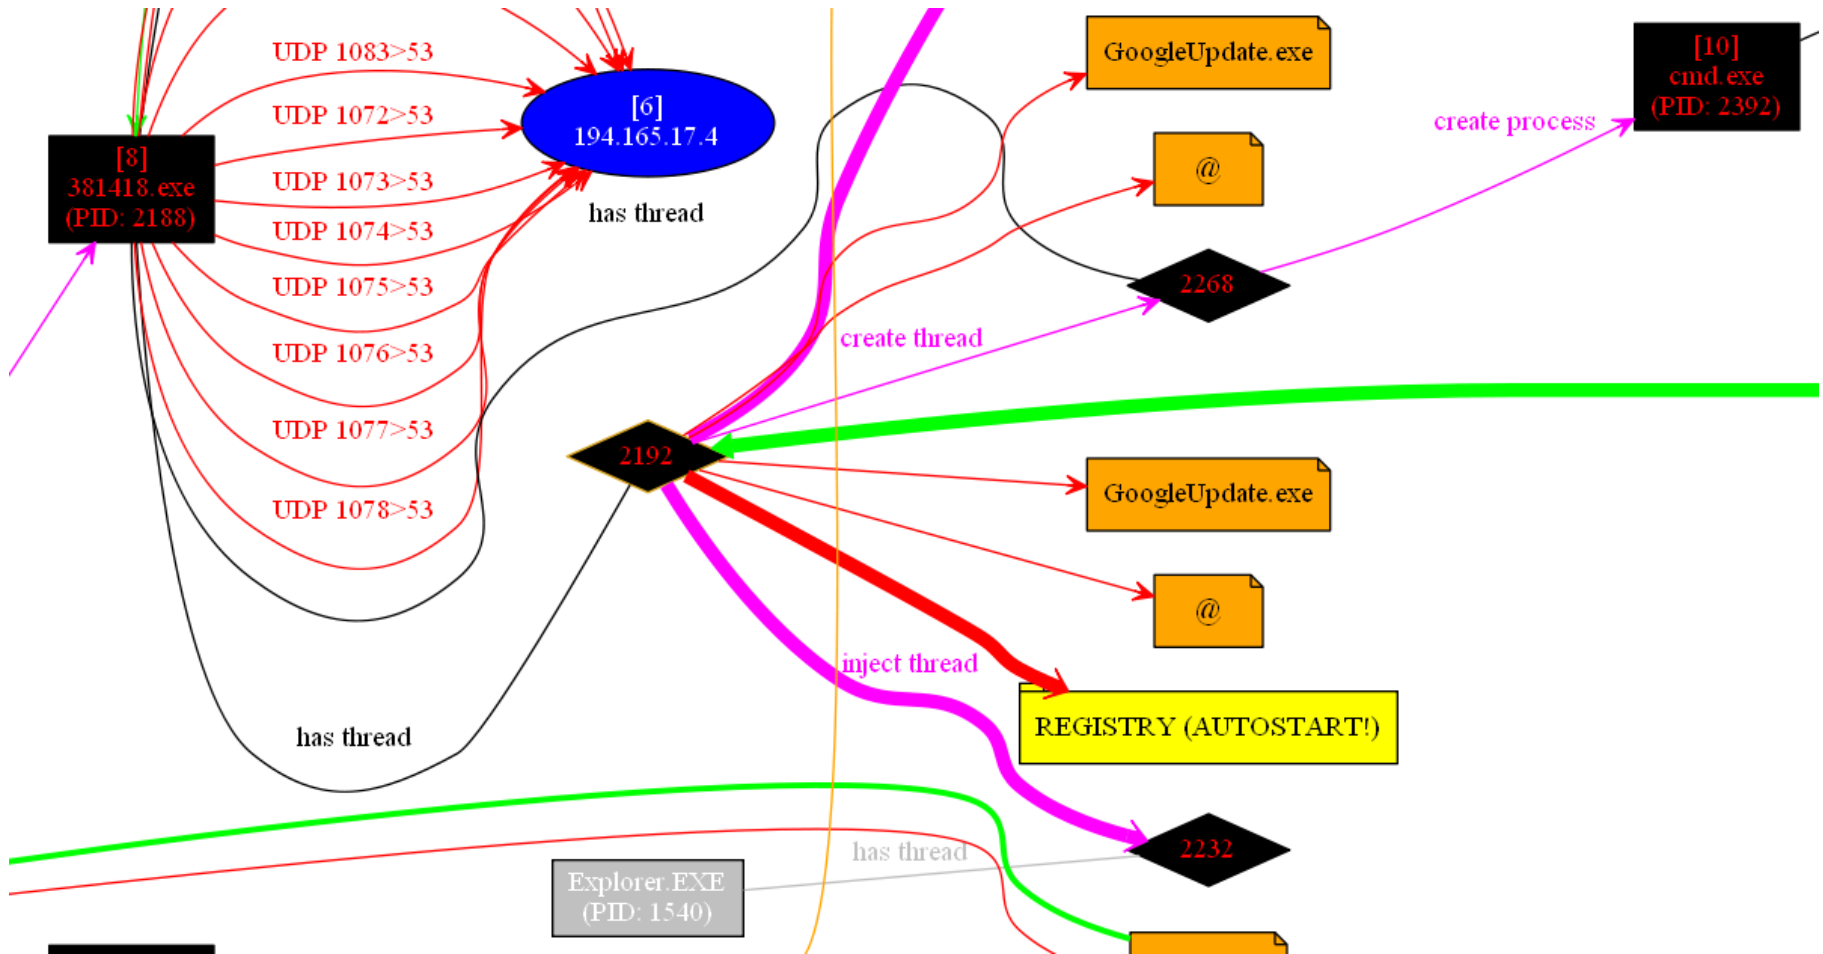 UDP 1083>53
UDP 1072>53
UDP 1073>53
UDP 1074>53
UDP 1075>53
UDP 1076>53
UDP 1077>53
UDP 1078>53
[8]
381418.exe
(PID: 2188)
[6]
194.165.17.4
has thread
has thread
2192
create thread
inject thread
has thread
Explorer.EXE
(PID: 1540)
GoogleUpdate.exe
@
2268
GoogleUpdate.exe
@
REGISTRY (AUTOSTART!)
2232
create process
[10]
cmd.exe
(PID: 2392)